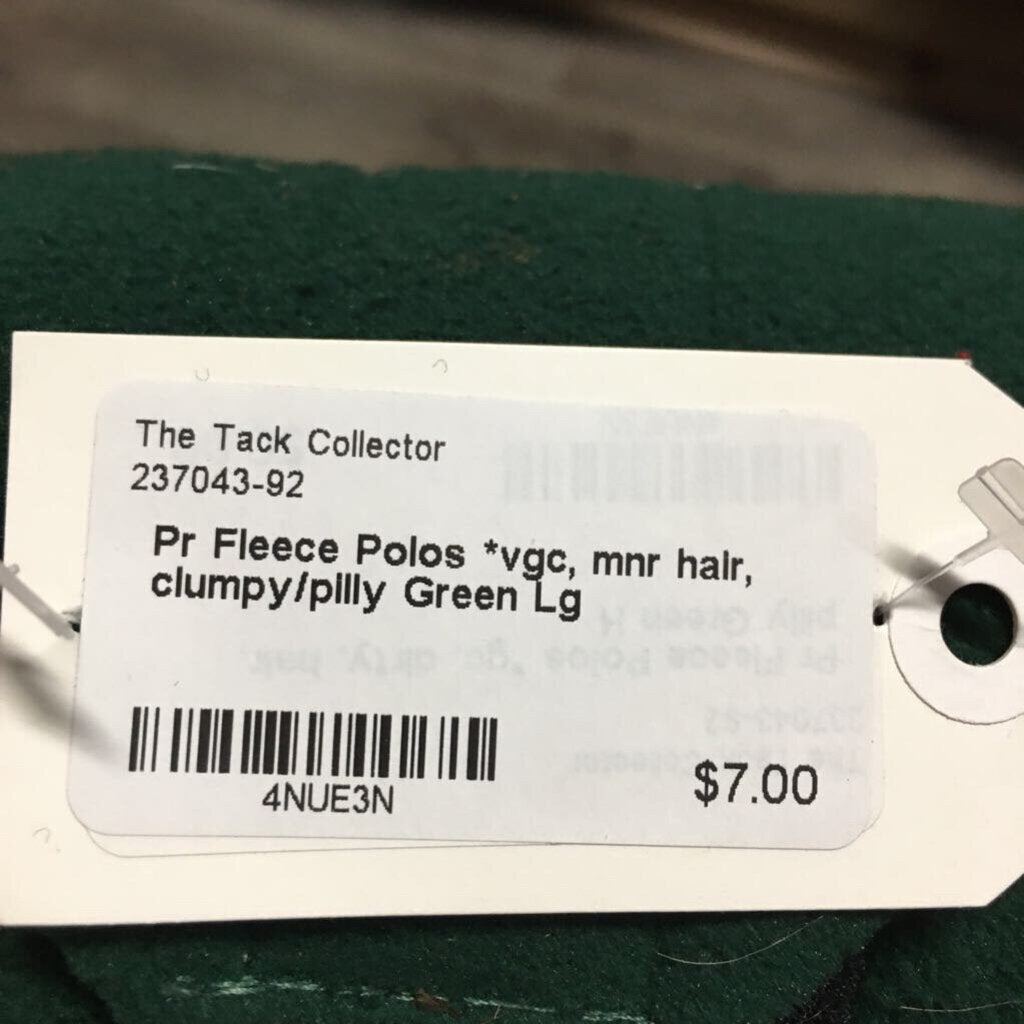 The Tack Collector
237043-92
Pr Fleece Polos *vgc, mnr hair,
clumpy/pilly Green Lg
4NUE3N
$7.00